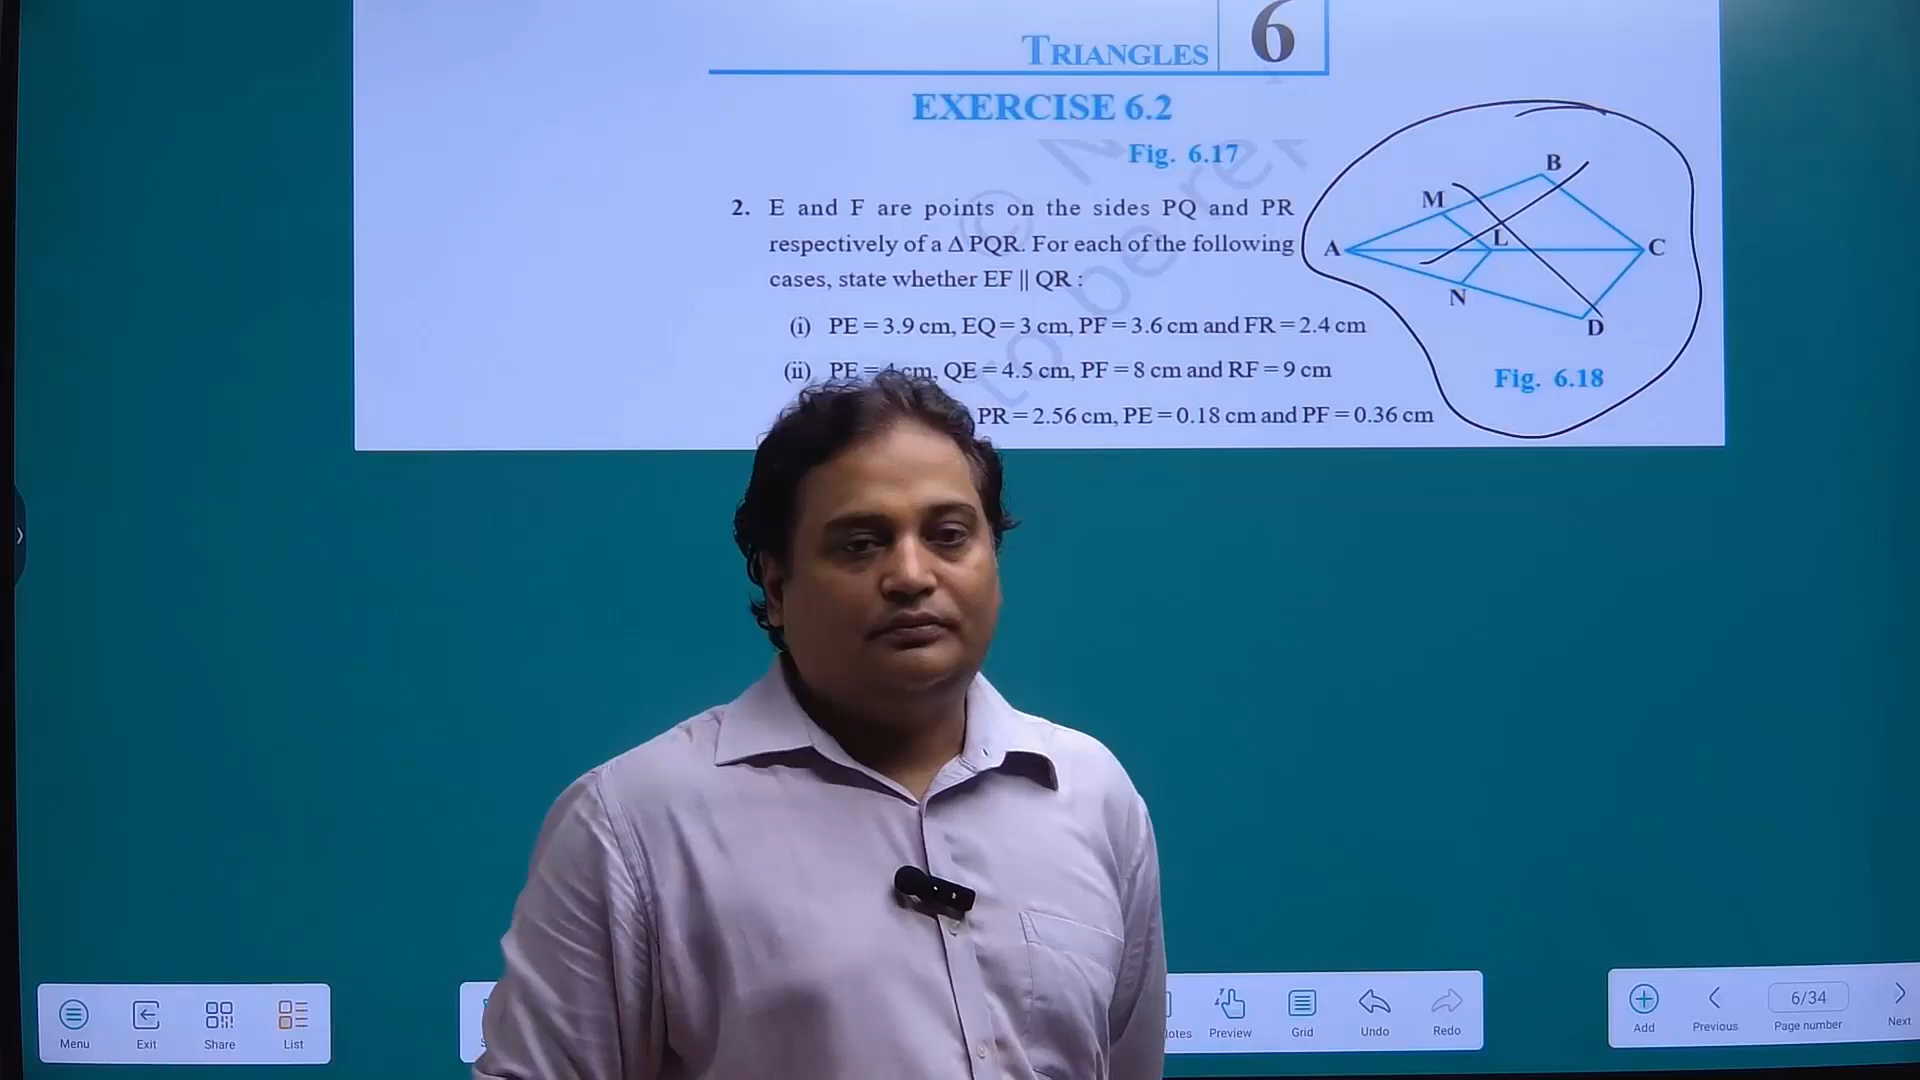 TRIANGLES 6
EXERCISE 6.2
Fig. 6.17
2. E and F are points on the sides PQ and PR
respectively of a Δ PQR. For each of the following
cases, state whether EF || QR :
(i) PE = 3.9 cm, EQ = 3 cm, PF = 3.6 cm and FR = 2.4 cm
(ii) PE = 4 cm, QE = 4.5 cm, PF = 8 cm and RF = 9 cm
PR = 2.56 cm, PE = 0.18 cm and PF = 0.36 cm
B
M
L
A
C
N
D
Fig. 6.18
Menu Exit Share List
Preview Grid Undo Redo
Add Previous 6/34 Page number Next